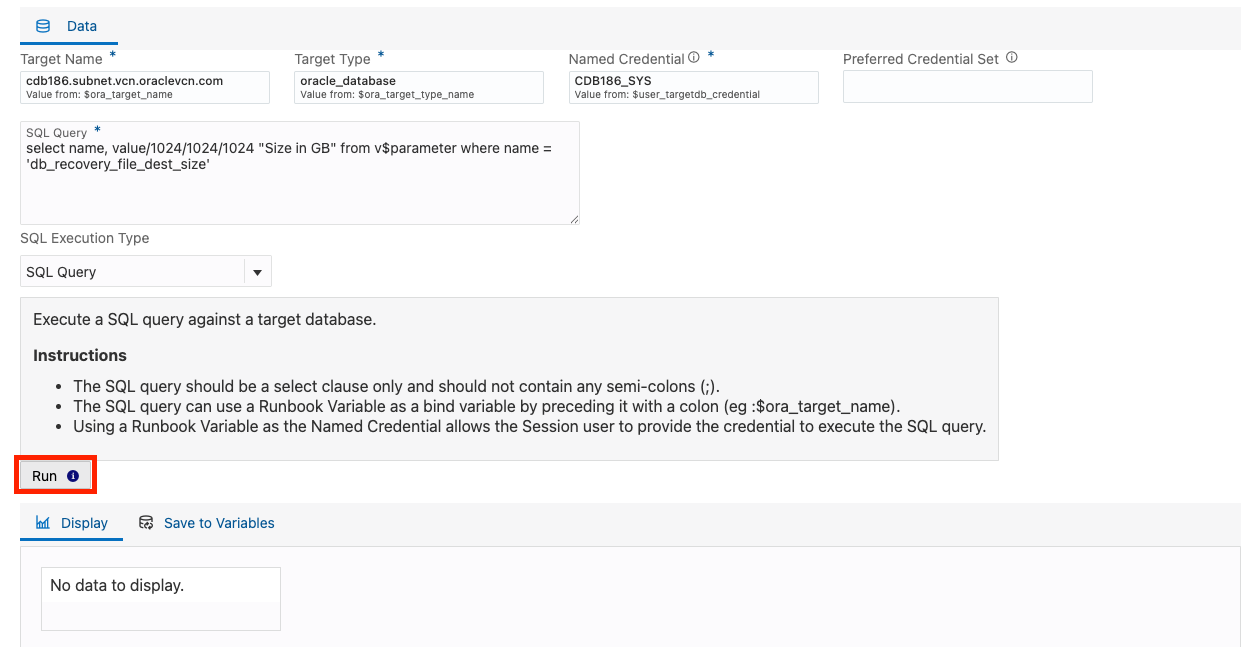 Data
Target Name *
cdb186.subnet.vcn.oraclevcn.com
Value from: $ora_target_name
Target Type *
oracle_database
Value from: $ora_target_type_name
Named Credential *
CDB186_SYS
Value from: $user_targetdb_credential
Preferred Credential Set
SQL Query *
select name, value/1024/1024/1024 "Size in GB" from v$parameter where name =
'db_recovery_file_dest_size'
SQL Execution Type
SQL Query
Execute a SQL query against a target database.
Instructions
• The SQL query should be a select clause only and should not contain any semi-colons (;).
• The SQL query can use a Runbook Variable as a bind variable by preceding it with a colon (eg :$ora_target_name).
• Using a Runbook Variable as the Named Credential allows the Session user to provide the credential to execute the SQL query.
Run
Display
Save to Variables
No data to display.